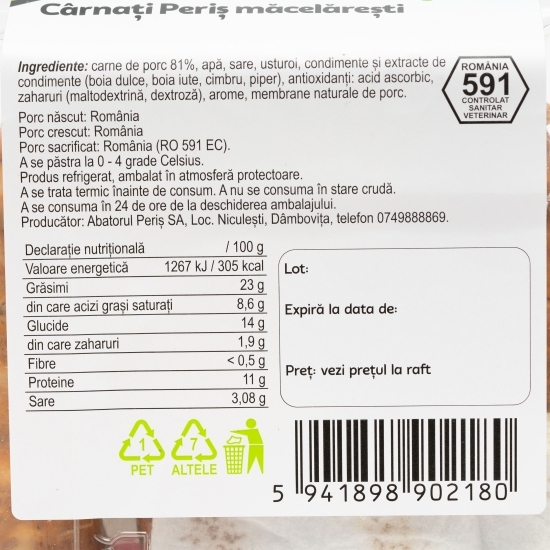 Cârnați Periș măcelărești
Ingrediente: carne de porc 81%, apă, sare, usturoi, condimente și extracte de
condimente (boia dulce, boia iute, cimbru, piper), antioxidanți: acid ascorbic,
zaharuri (maltodextrină, dextroză), arome, membrane naturale de porc.
ROMÂNIA
591
CONTROLAT
SANITAR
VETERINAR
Porc născut: România
Porc crescut: România
Porc sacrificat: România (RO 591 EC).
A se păstra la 0 - 4 grade Celsius.
Produs refrigerat, ambalat în atmosferă protectoare.
A se trata termic înainte de consum. A nu se consuma în stare crudă.
A se consuma în 24 de ore de la deschiderea ambalajului.
Producător: Abatorul Periș SA, Loc. Niculești, Dâmbovița, telefon 0749888869.
Declarație nutrițională / 100 g
Valoare energetică 1267 kJ / 305 kcal
Grăsimi 23 g
din care acizi grași saturați 8,6 g
Glucide 14 g
din care zaharuri 1,9 g
Fibre < 0,5 g
Proteine 11 g
Sare 3,08 g
Lot:
Expiră la data de:
Preț: vezi prețul la raft
1 7
PET ALTELE
5 941898 902180